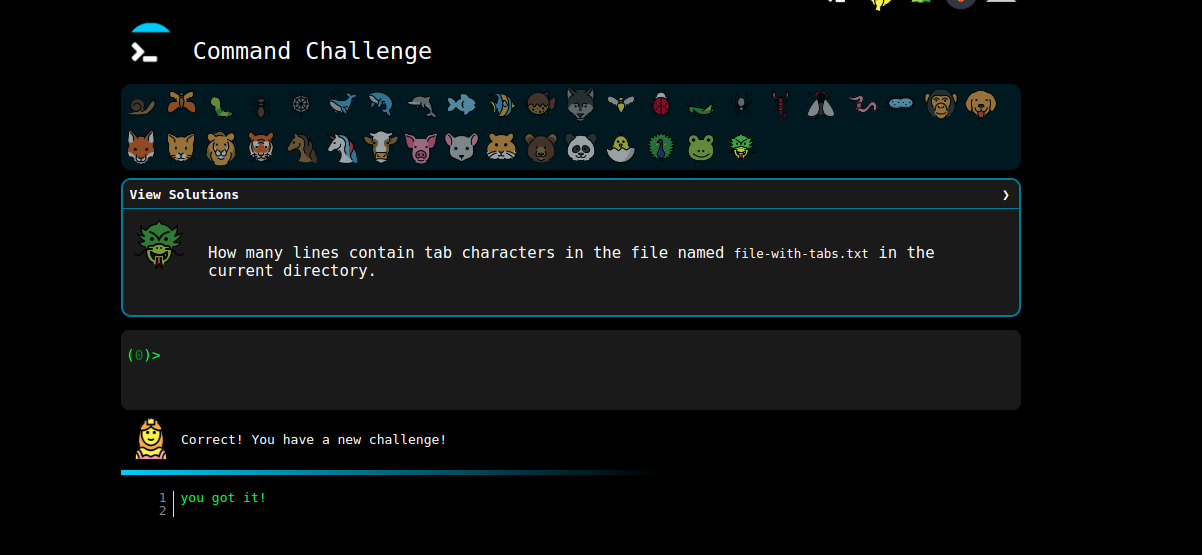 Command Challenge
View Solutions ❯
How many lines contain tab characters in the file named file-with-tabs.txt in the
current directory.
(0)>
Correct! You have a new challenge!
1 you got it!
2